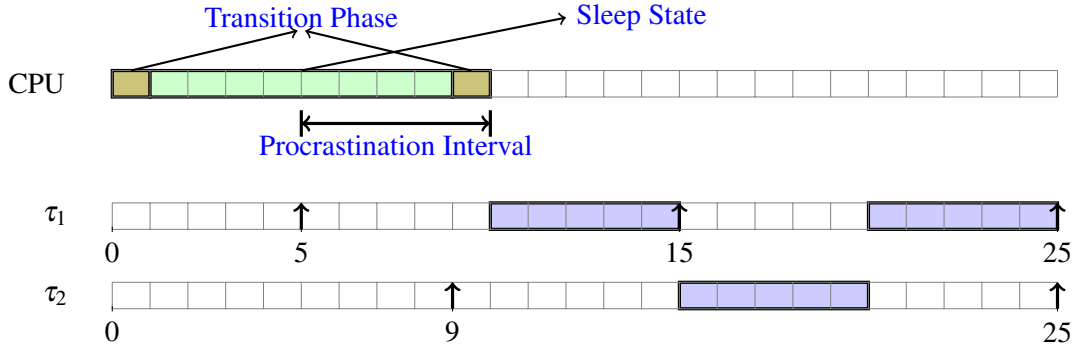 Transition Phase Sleep State
CPU
Procrastination Interval
τ1
0 5 15 25
τ2
0 9 25